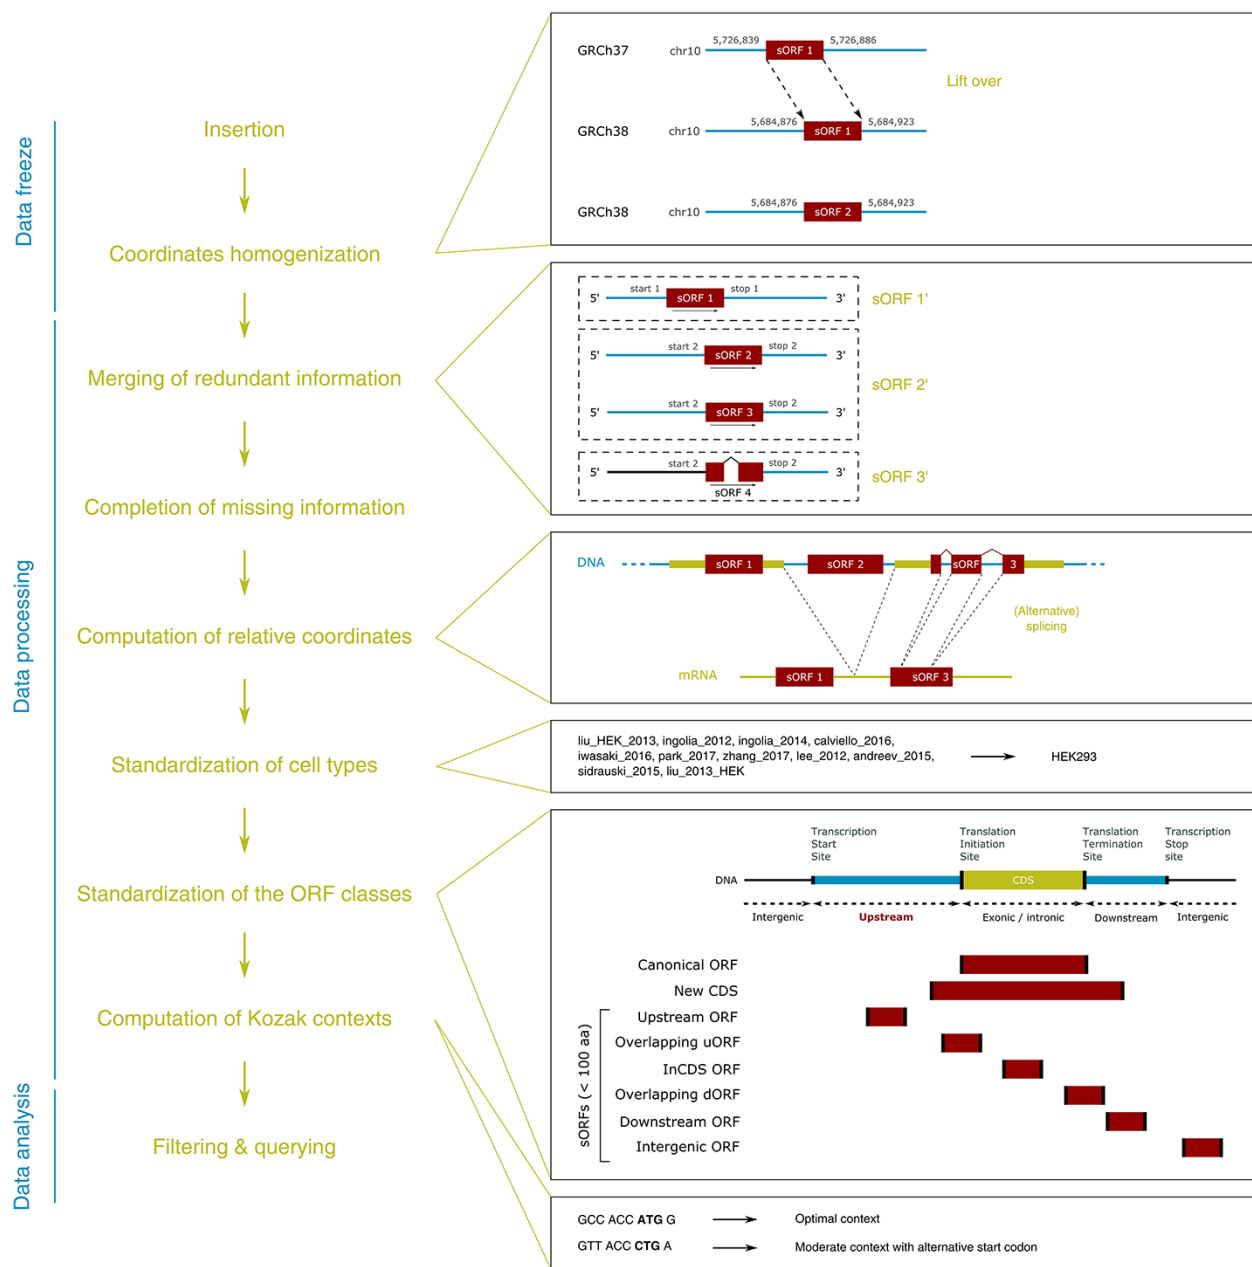 Data freeze
Data processing
Data analysis
Insertion
Coordinates homogenization
Merging of redundant information
Completion of missing information
Computation of relative coordinates
Standardization of cell types
Standardization of the ORF classes
Computation of Kozak contexts
Filtering & querying
GRCh37 chr10 5,726,839 sORF 1 5,726,886
Lift over
GRCh38 chr10 5,684,876 sORF 1 5,684,923
GRCh38 chr10 5,684,876 sORF 2 5,684,923
5' start 1 sORF 1 stop 1 3' sORF 1'
5' start 2 sORF 2 stop 2 3'
sORF 2'
5' start 2 sORF 3 stop 2 3'
5' start 2 stop 2 3' sORF 3'
sORF 4
DNA sORF 1 sORF 2 sORF 3
(Alternative)
splicing
mRNA sORF 1 sORF 3
liu_HEK_2013, ingolia_2012, ingolia_2014, calviello_2016,
iwasaki_2016, park_2017, zhang_2017, lee_2012, andreev_2015,
sidrauski_2015, liu_2013_HEK
HEK293
Transcription
Start
Site
Translation
Initiation
Site
Translation
Termination
Site
Transcription
Stop
site
DNA CDS
Intergenic Upstream Exonic / intronic Downstream Intergenic
Canonical ORF
New CDS
sORFs (< 100 aa)
Upstream ORF
Overlapping uORF
InCDS ORF
Overlapping dORF
Downstream ORF
Intergenic ORF
GCC ACC ATG G Optimal context
GTT ACC CTG A Moderate context with alternative start codon